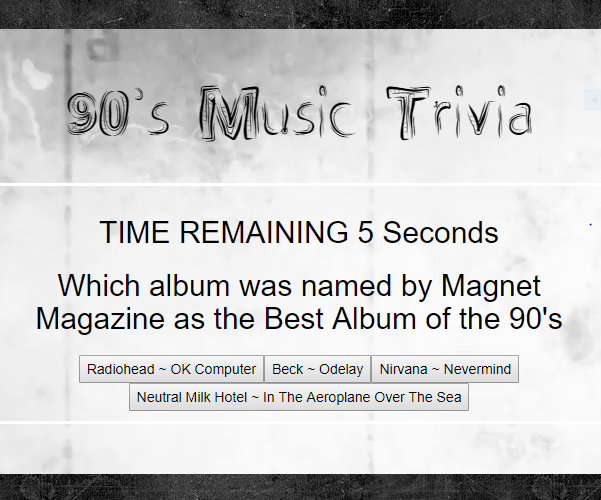 90's Music Trivia
TIME REMAINING 5 Seconds
Which album was named by Magnet
Magazine as the Best Album of the 90's
Radiohead ~ OK Computer Beck ~ Odelay Nirvana ~ Nevermind
Neutral Milk Hotel ~ In The Aeroplane Over The Sea